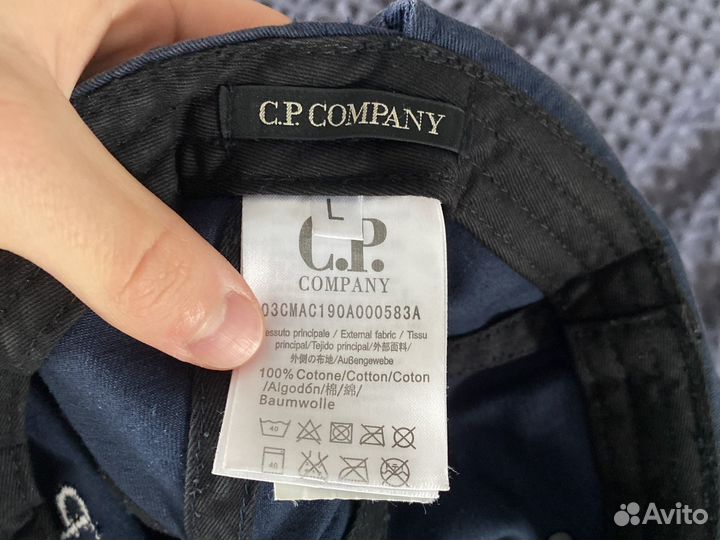 C.P. COMPANY
L
C.P.
COMPANY
03CMAC190A000583A
principale / External fabric / Tissu
principal/Tejido principal/外部面料/
外側の布地/Außengewebe
100% Cotone/Cotton/Coton
/Algodón/棉/綿/
Baumwolle
40
40
Avito